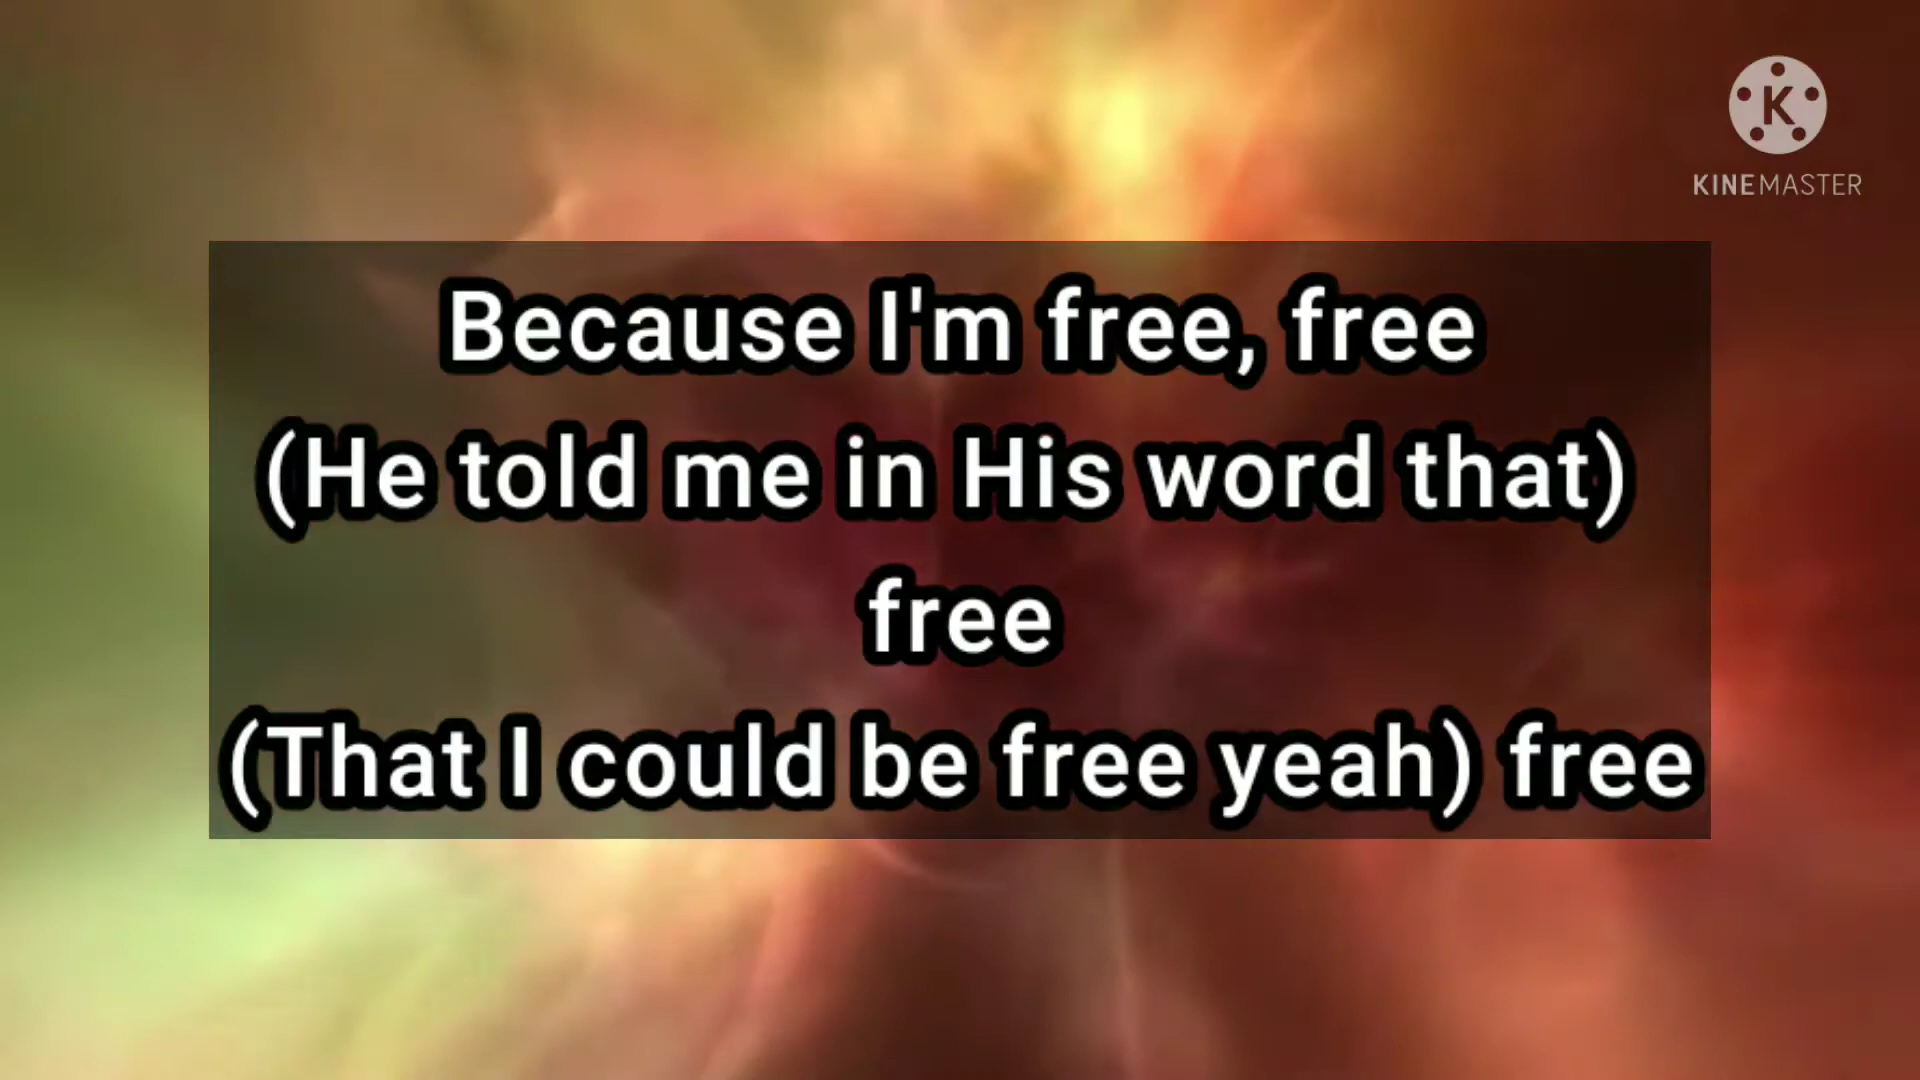 K
KINEMASTER
Because I'm free, free
(He told me in His word that)
free
(That I could be free yeah) free